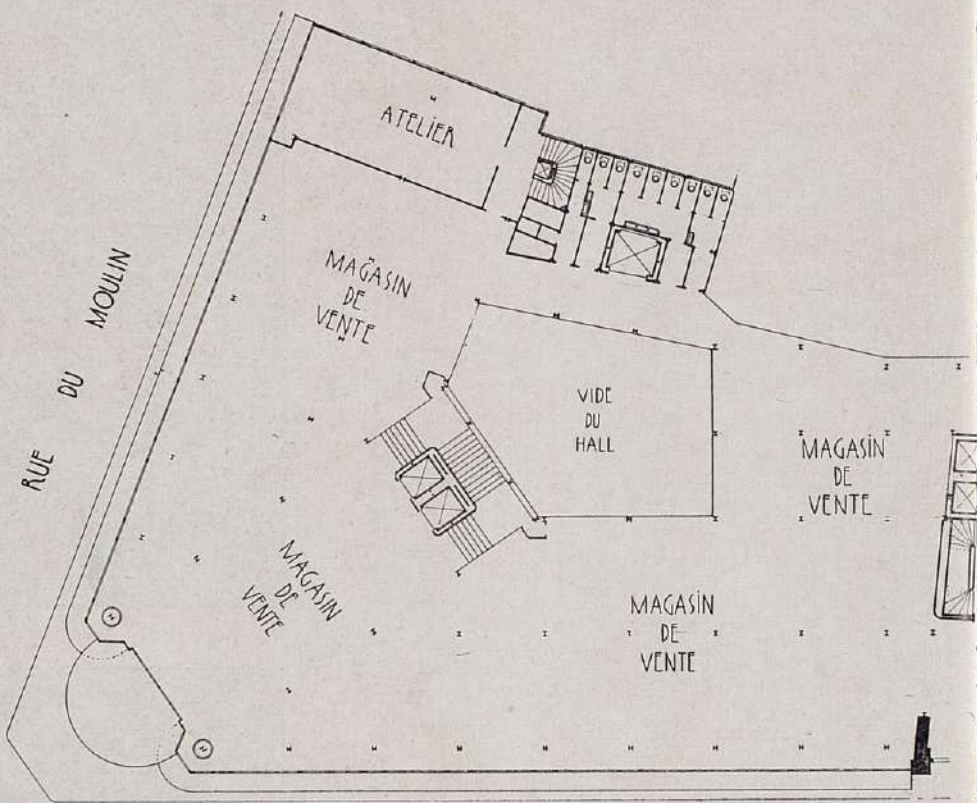 ATELIER
RUE DU MOULIN
MAGASIN
DE
VENTE
VIDE
DU
HALL
MAGASIN
DE
VENTE
MAGASIN
DE
VENTE
MAGASIN
DE
VENTE